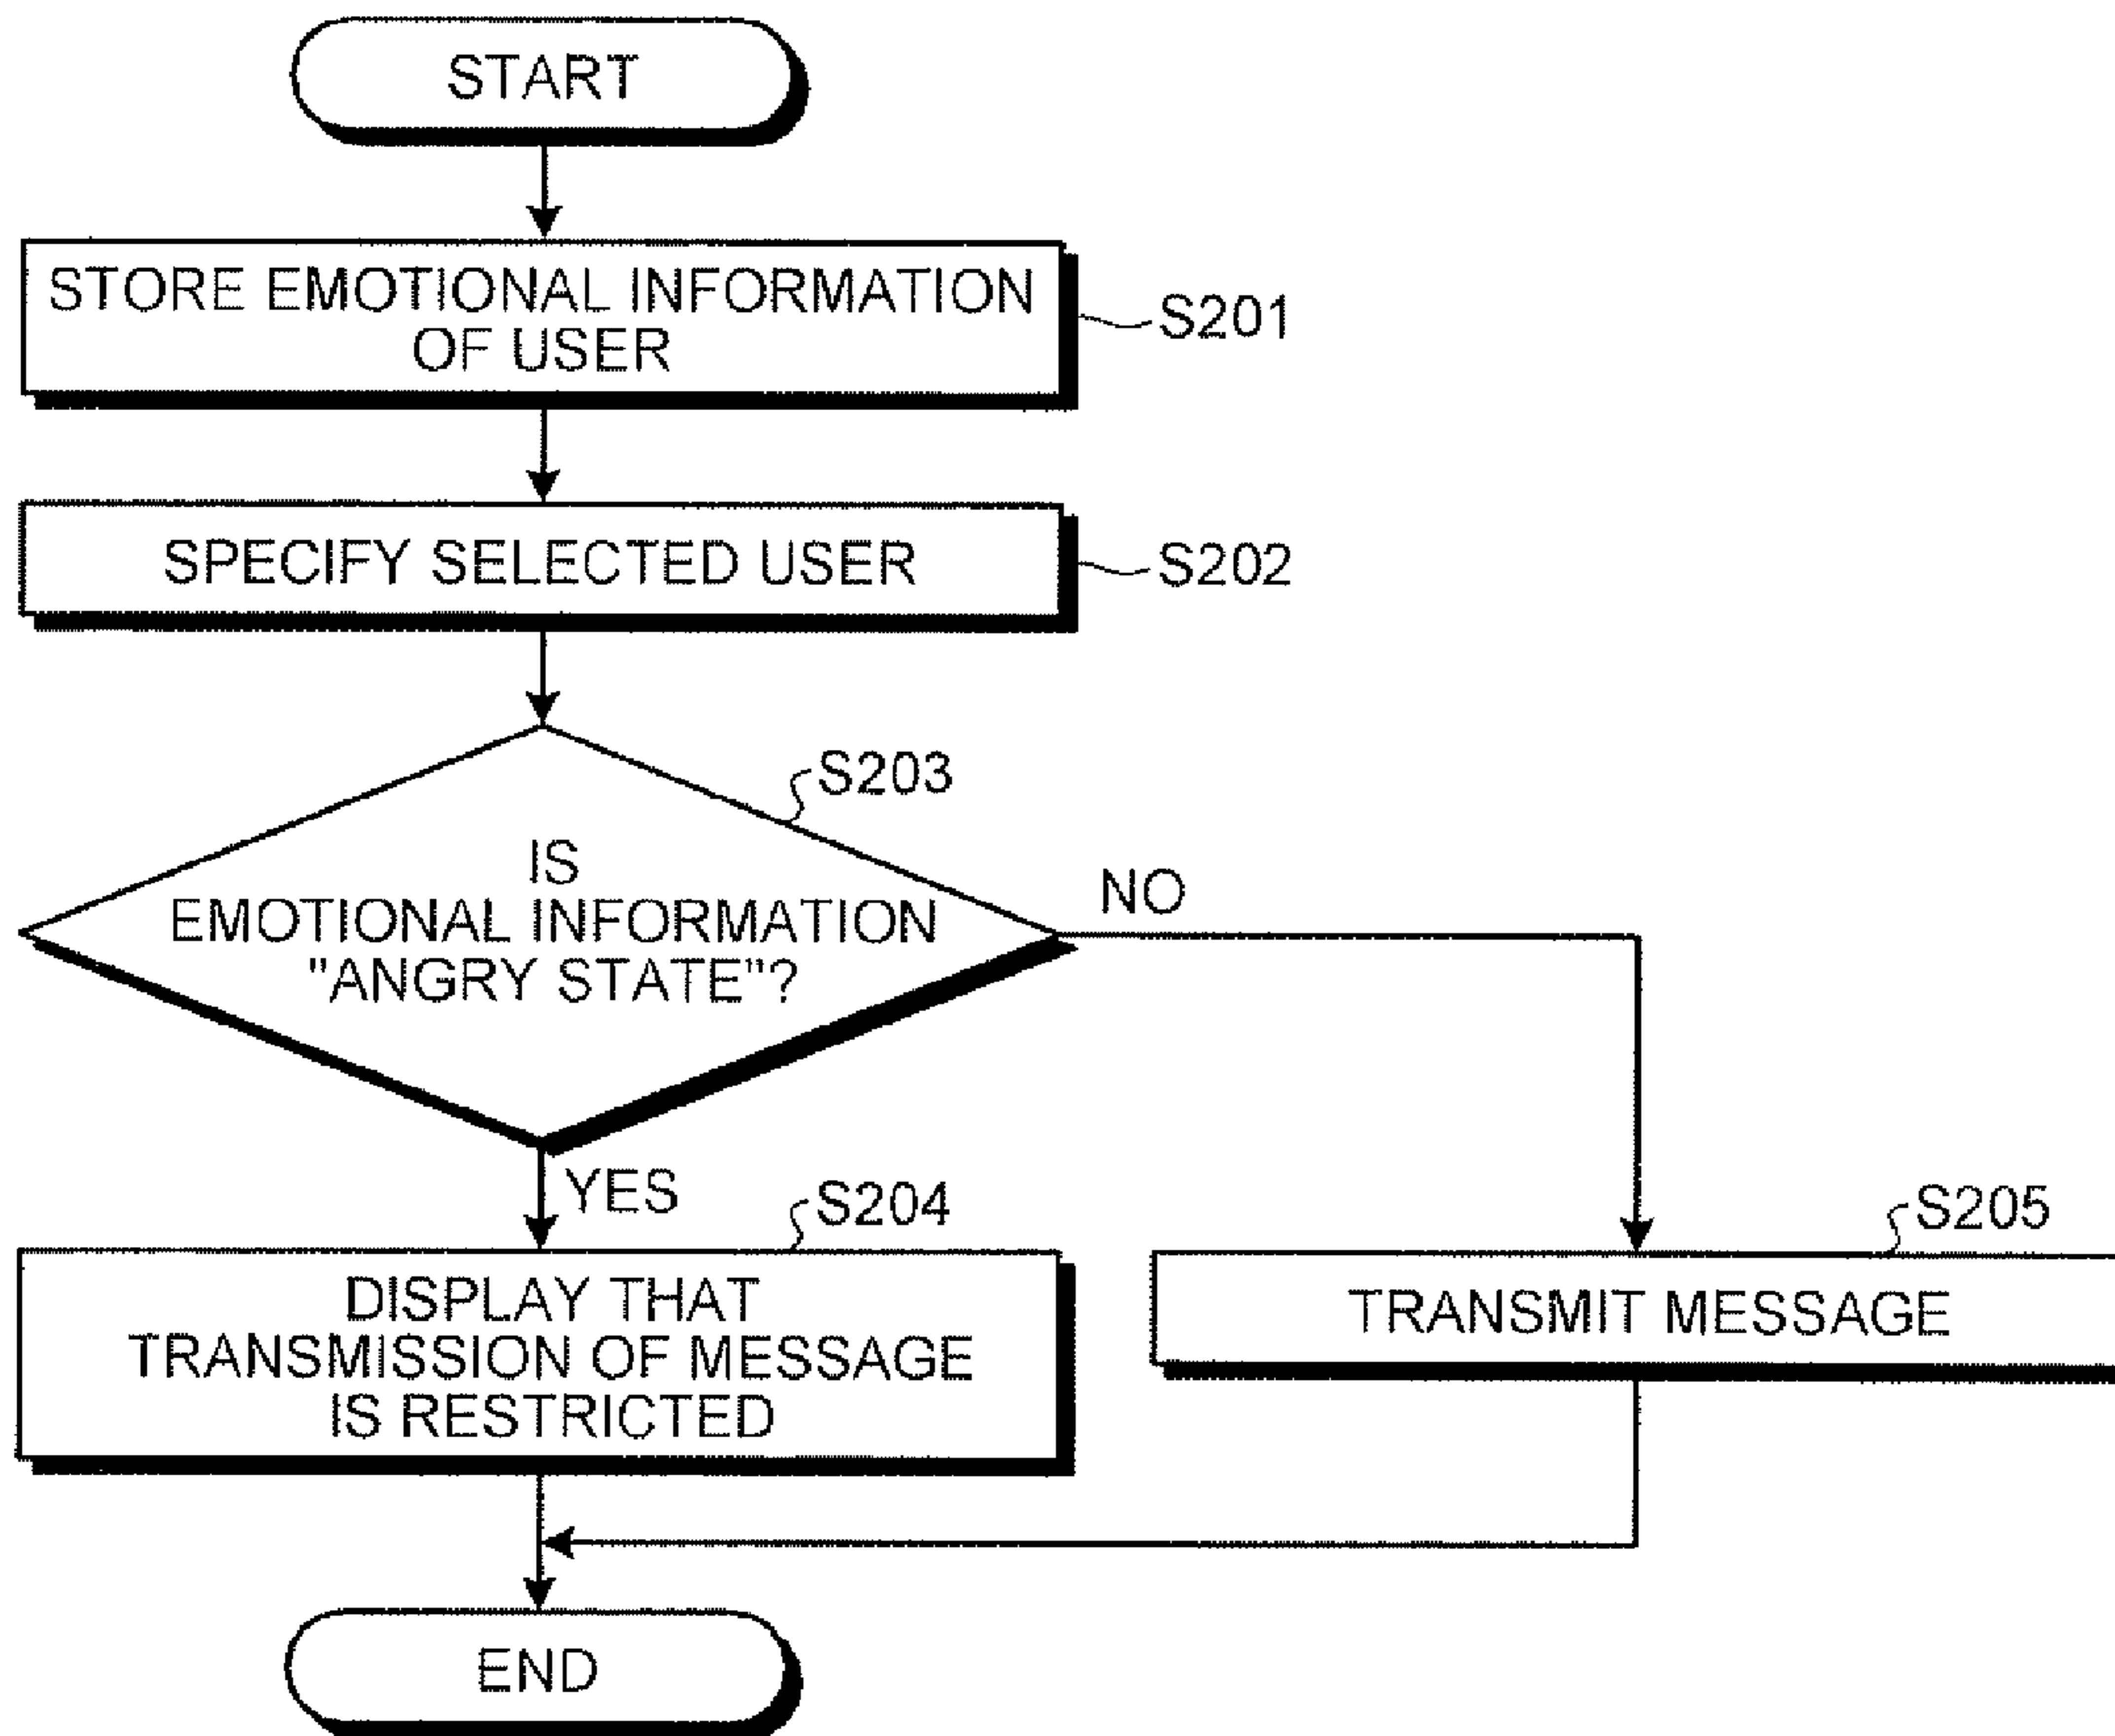 START
STORE EMOTIONAL INFORMATION
OF USER
S201
SPECIFY SELECTED USER
S202
S203
IS
EMOTIONAL INFORMATION
"ANGRY STATE"?
NO
YES
S204
DISPLAY THAT
TRANSMISSION OF MESSAGE
IS RESTRICTED
S205
TRANSMIT MESSAGE
END